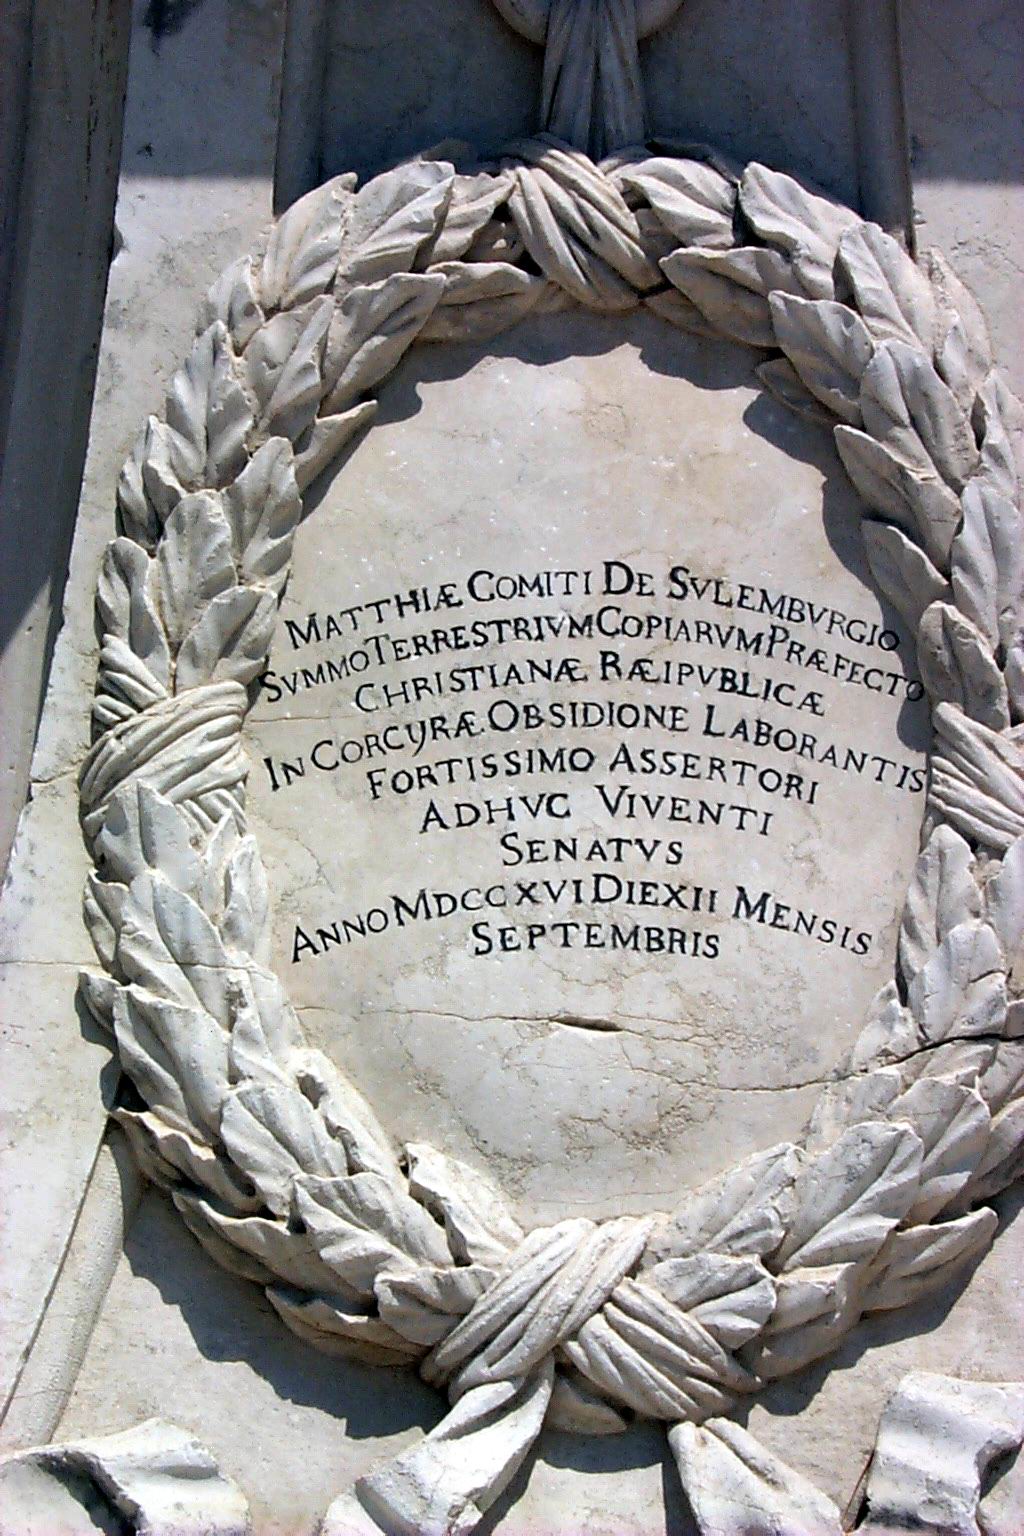 MATTHIÆ COMITI DE SVLEMBVRGIO
SVMMO TERRESTRIVM COPIARVM PRÆFECTO
CHRISTIANÆ RÆIPVBLICÆ
IN CORCYRÆ OBSIDIONE LABORANTIS
FORTISSIMO ASSERTORI
ADHVC VIVENTI
SENATVS
ANNO MDCCXVI DIE XII MENSIS
SEPTEMBRIS